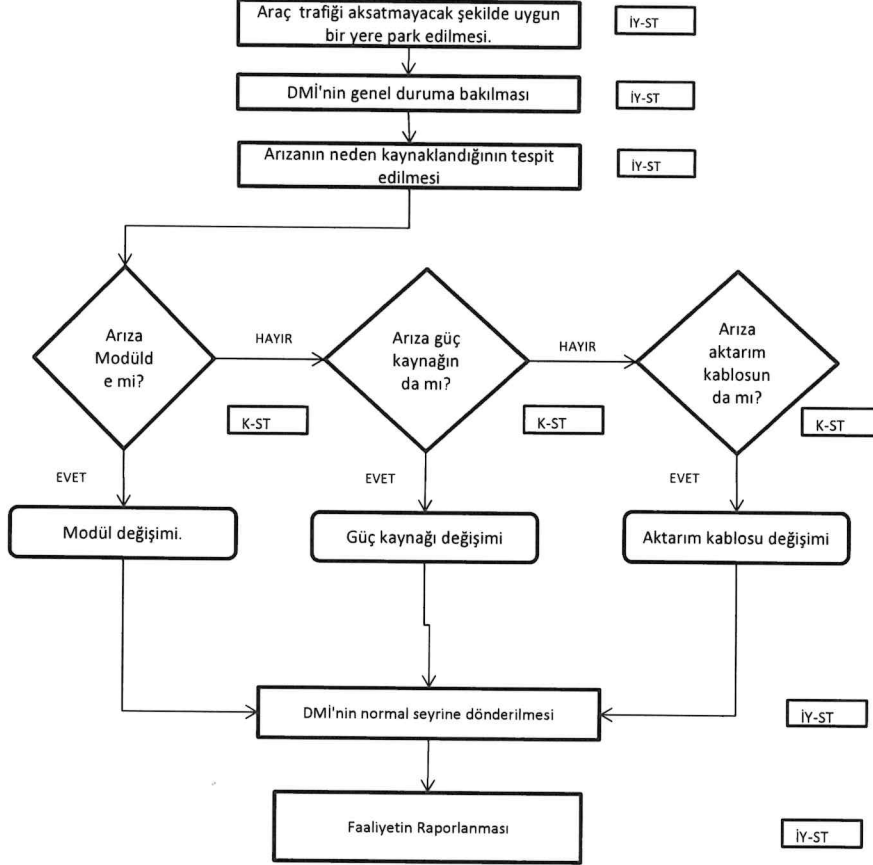 Araç trafiği aksatmayacak şekilde uygun
bir yere park edilmesi.
İY-ST
DMİ'nin genel duruma bakılması
İY-ST
Arızanın neden kaynaklandığının tespit
edilmesi
İY-ST
Arıza
Modüld
e mi?
HAYIR
Arıza güç
kaynağın
da mı?
HAYIR
Arıza
aktarım
kablosun
da mı?
K-ST
K-ST
K-ST
EVET
EVET
EVET
Modül değişimi.
Güç kaynağı değişimi
Aktarım kablosu değişimi
DMİ'nin normal seyrine dönderilmesi
İY-ST
Faaliyetin Raporlanması
İY-ST